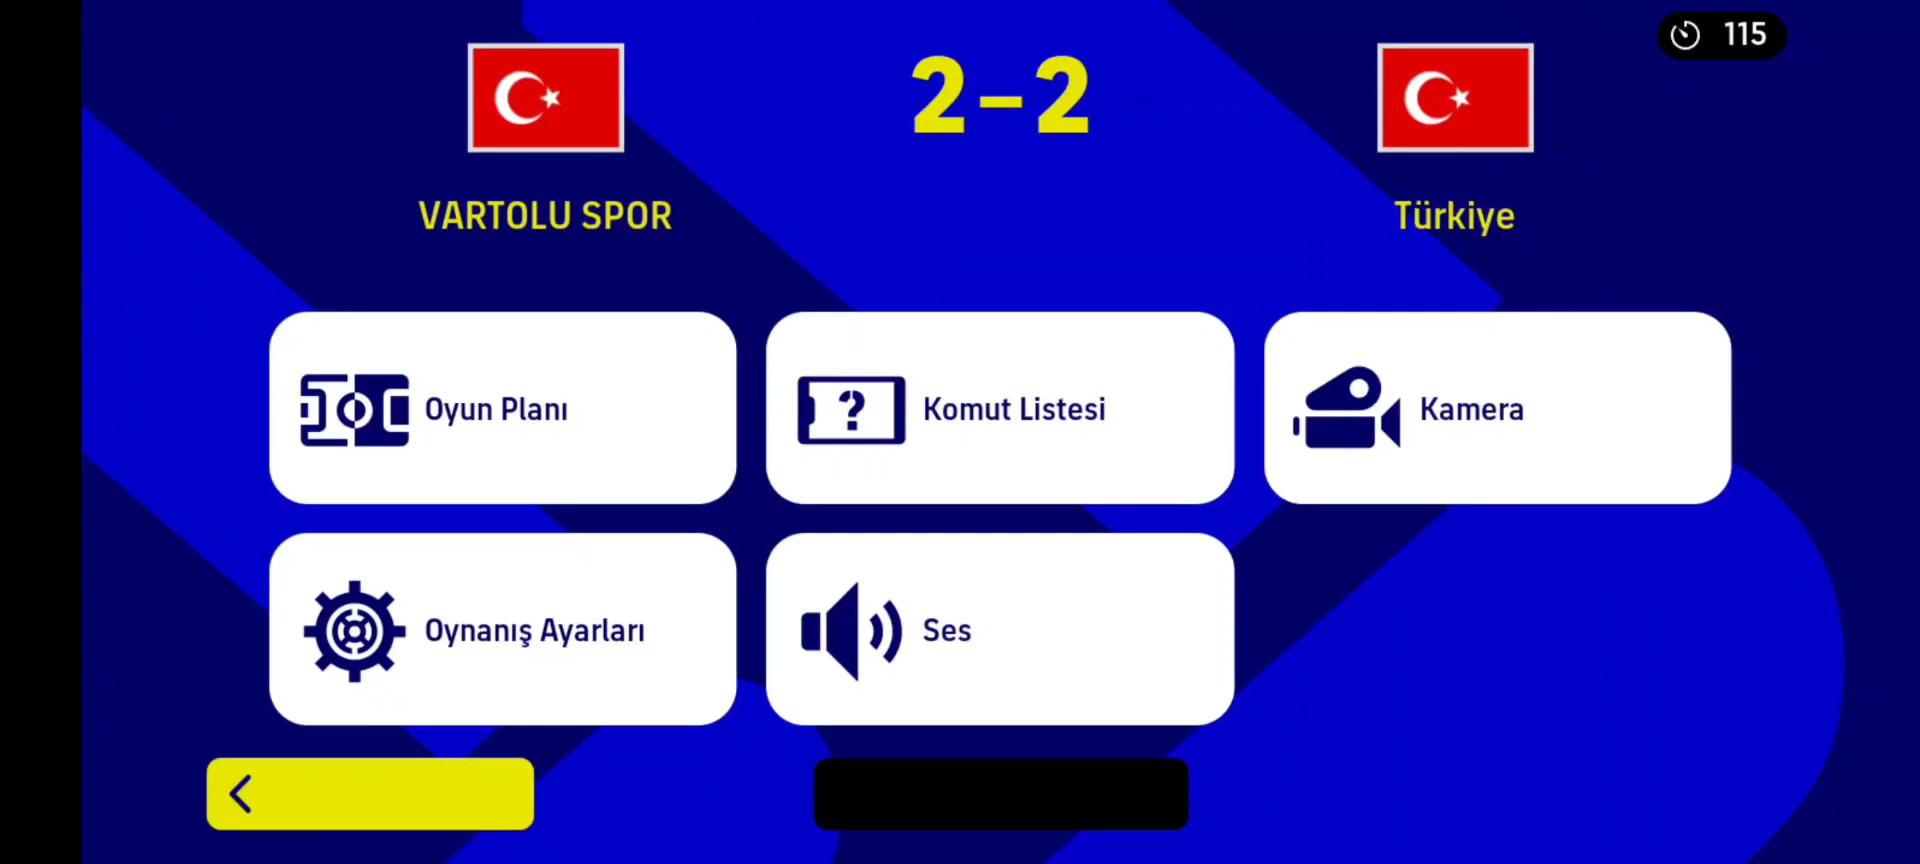 115
2-2
VARTOLU SPOR
Türkiye
Oyun Planı
Komut Listesi
Kamera
Oynanış Ayarları
Ses